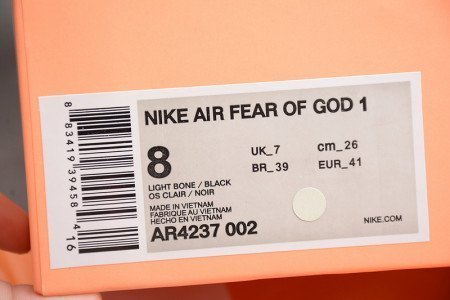 8 83419 39458 4 16
NIKE AIR FEAR OF GOD 1
8
UK_7 cm_26
BR_39 EUR_41
LIGHT BONE / BLACK
OS CLAIR / NOIR
MADE IN VIETNAM
FABRIQUE AU VIETNAM
HECHO EN VIETNAM
AR4237 002
NIKE.COM